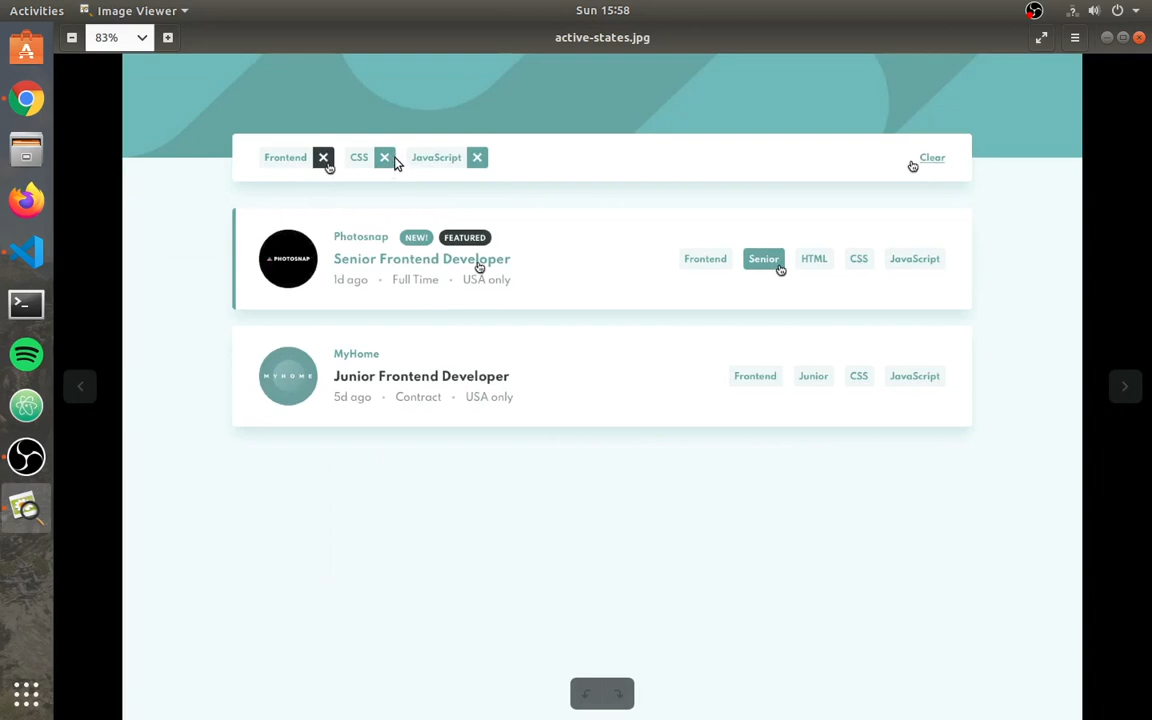 Activities Image Viewer Sun 15:58
83% active-states.jpg
Frontend CSS JavaScript Clear
Photosnap NEW! FEATURED
PHOTOSNAP
Senior Frontend Developer
1d ago • Full Time • USA only
Frontend Senior HTML CSS JavaScript
MyHome
MYHOME
Junior Frontend Developer
5d ago • Contract • USA only
Frontend Junior CSS JavaScript